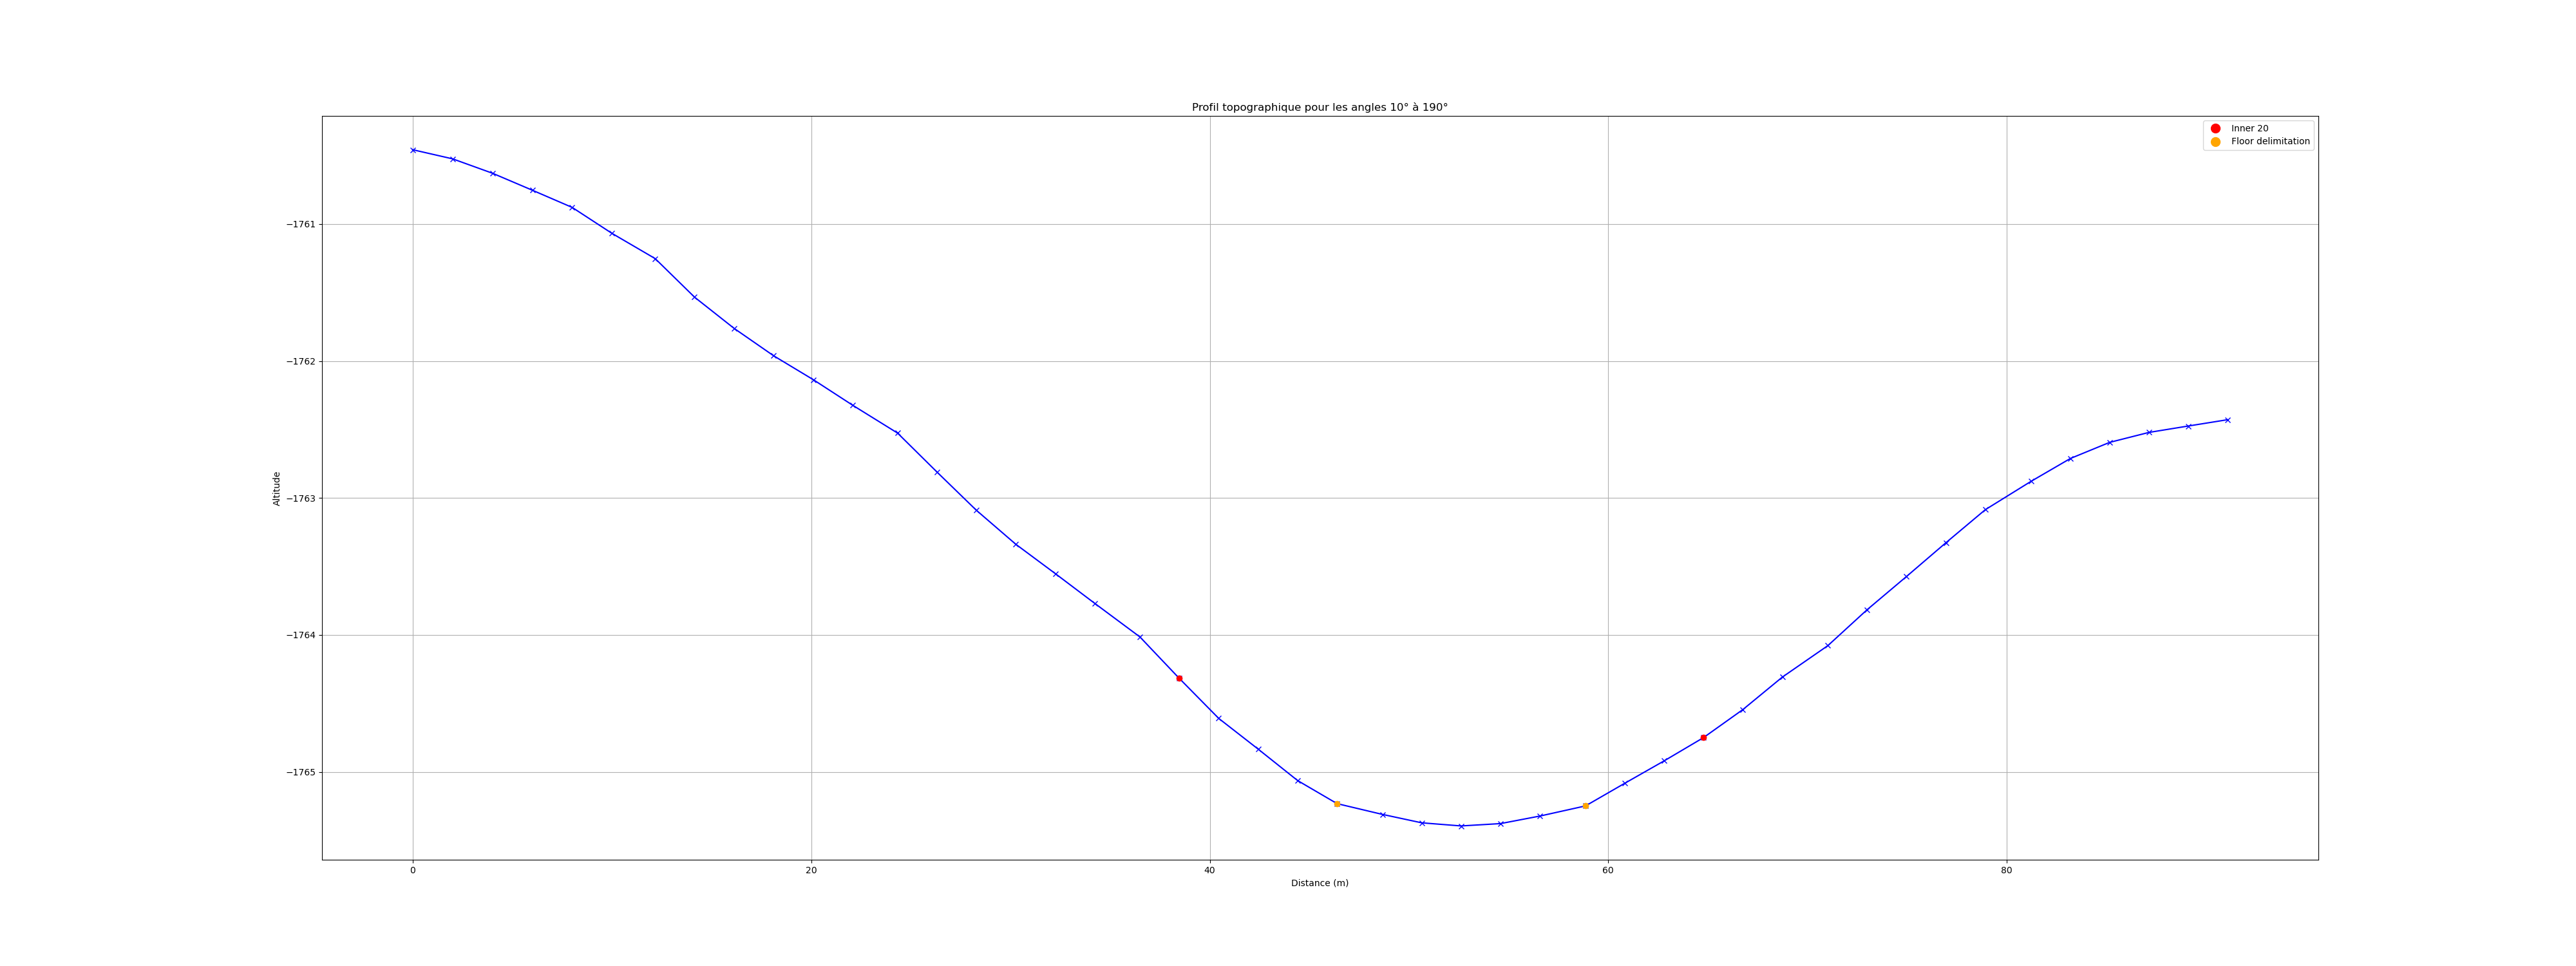 Profil topographique pour les angles 10° à 190°
Inner 20
Floor delimitation
−1761
−1762
−1763
−1764
−1765
Altitude
0 20 40 60 80
Distance (m)